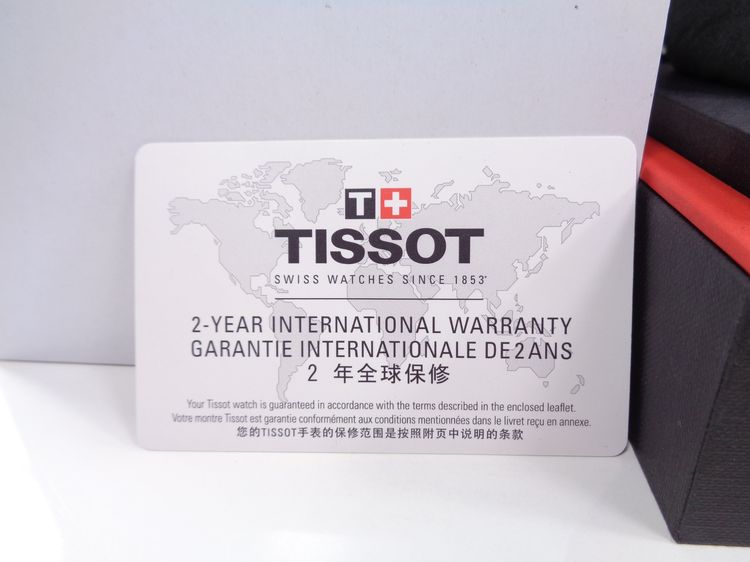 T+
TISSOT
SWISS WATCHES SINCE 1853
2-YEAR INTERNATIONAL WARRANTY
GARANTIE INTERNATIONALE DE 2 ANS
2 年全球保修
Your Tissot watch is guaranteed in accordance with the terms described in the enclosed leaflet.
Votre montre Tissot est garantie conformément aux conditions mentionnées dans le livret reçu en annexe.
您的TISSOT手表的保修范围是按照附页中说明的条款